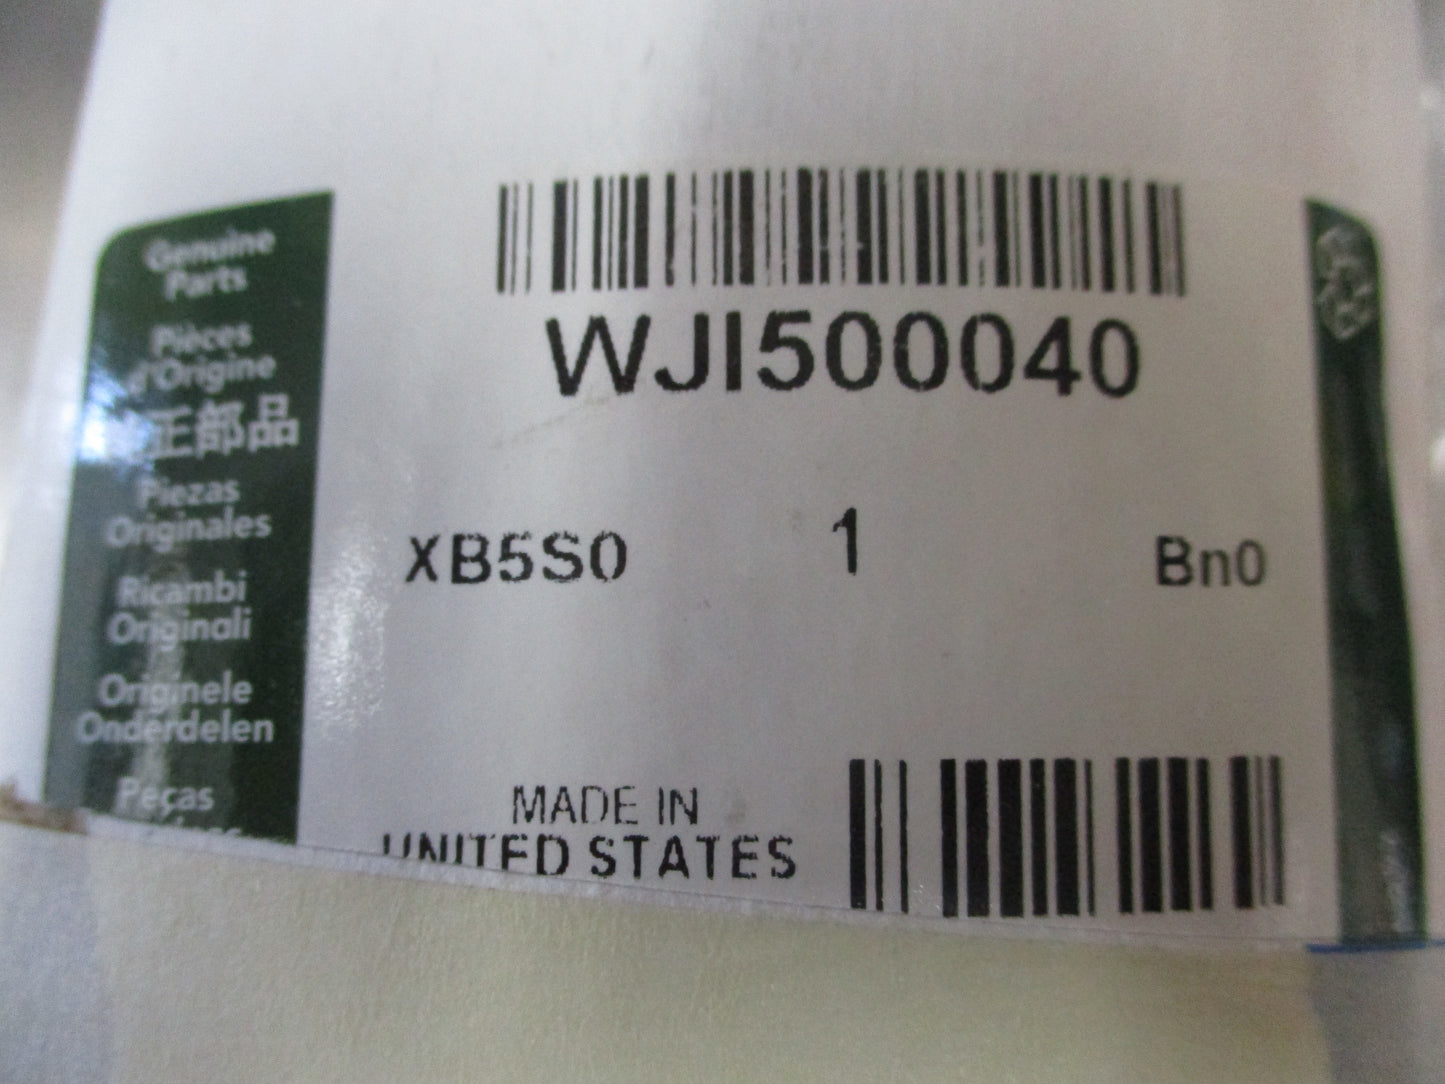 Genuine
Parts
Pièces
d'Origine
正部品
Piezas
Originales
Ricambi
Originali
Originele
Onderdelen
Peças
WJI500040
XB5S0 1 Bn0
MADE IN
UNITED STATES